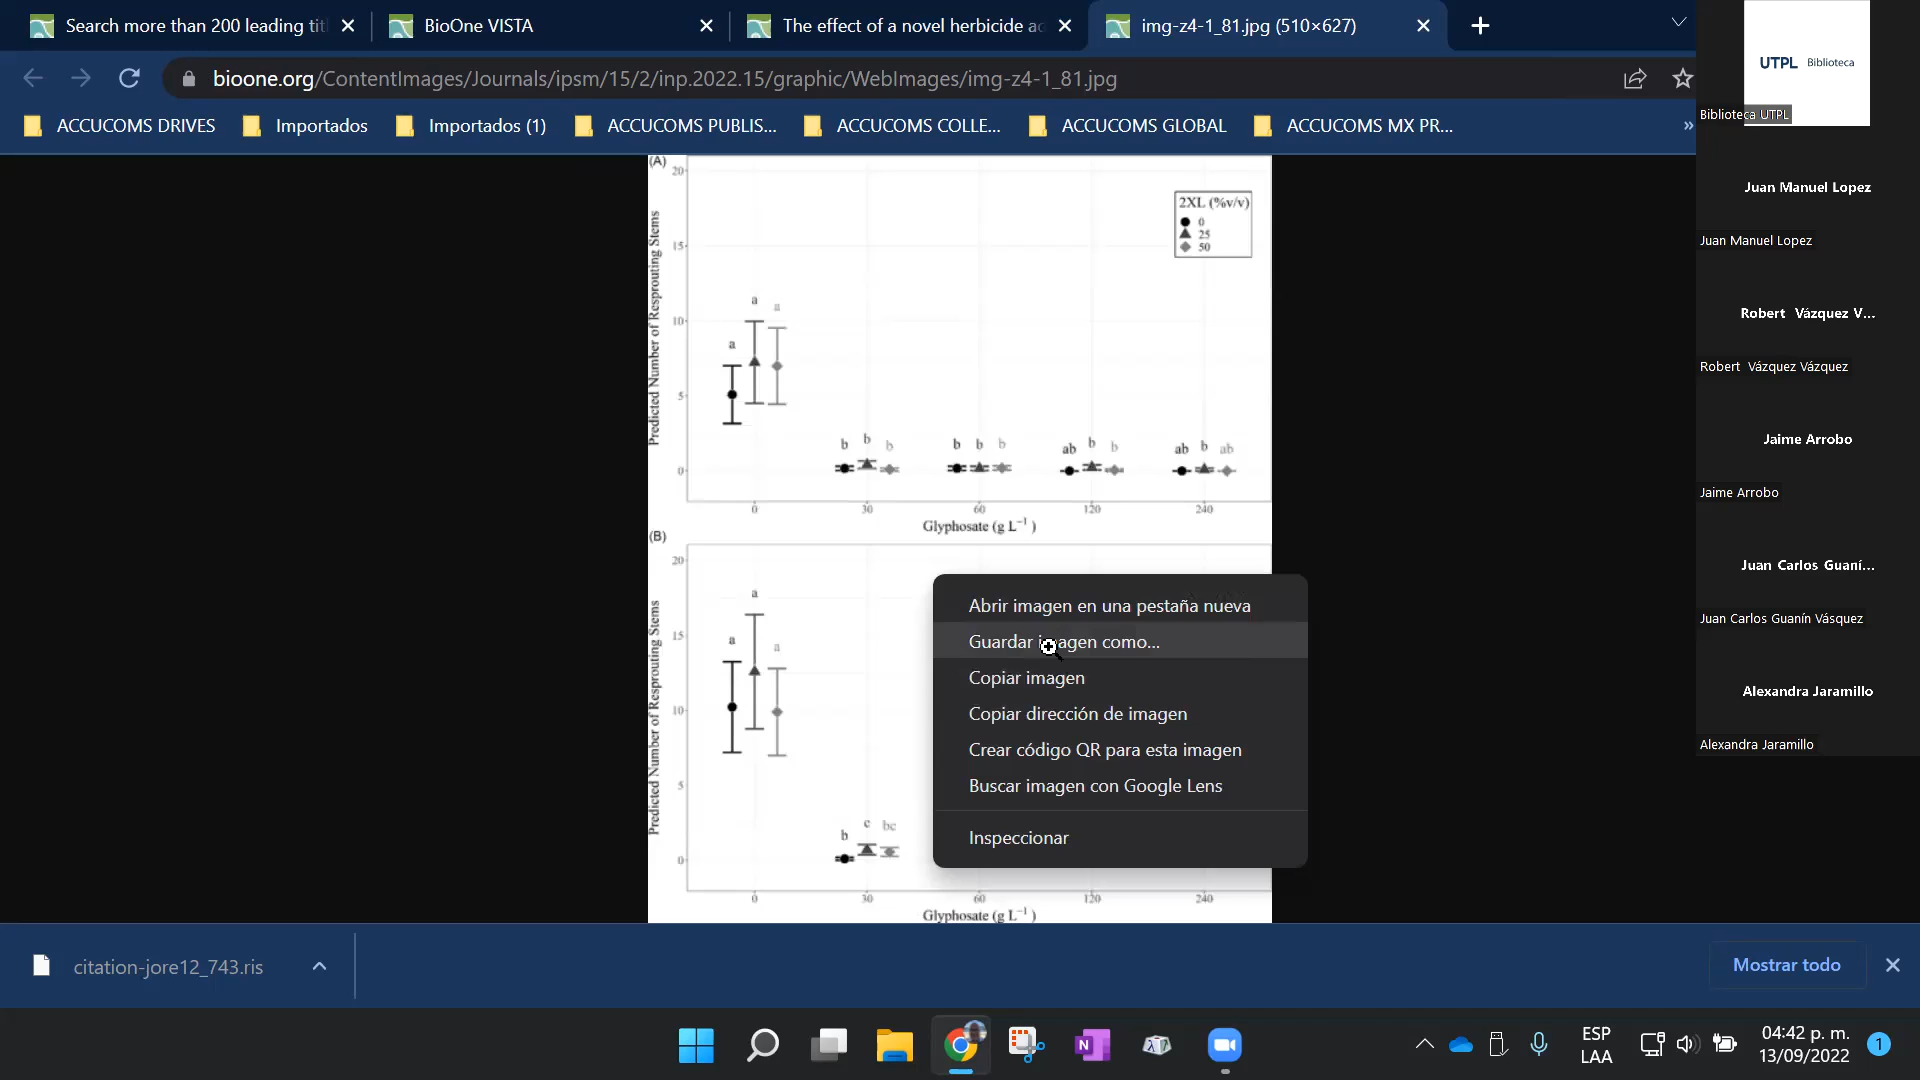 Search more than 200 leading tit
BioOne VISTA
The effect of a novel herbicide ad
img-z4-1_81.jpg (510×627)
bioone.org/ContentImages/Journals/ipsm/15/2/inp.2022.15/graphic/WebImages/img-z4-1_81.jpg
ACCUCOMS DRIVES
Importados
Importados (1)
ACCUCOMS PUBLIS...
ACCUCOMS COLLE...
ACCUCOMS GLOBAL
ACCUCOMS MX PR...
»
UTPL Biblioteca
Biblioteca UTPL
Juan Manuel Lopez
Juan Manuel Lopez
Robert Vázquez V...
Robert Vázquez Vázquez
Jaime Arrobo
Jaime Arrobo
Juan Carlos Guaní...
Juan Carlos Guanín Vásquez
Alexandra Jaramillo
Alexandra Jaramillo
(A)
Predicted Number of Resprouting Stems
20
15
10
5
0
2XL (%v/v)
0
25
50
a a a
b b b
b b b
ab b b
ab b ab
0 30 60 120 240
Glyphosate (g L⁻¹)
(B)
Predicted Number of Resprouting Stems
20
15
10
5
0
a a a
b c bc
0 30 60 120 240
Glyphosate (g L⁻¹)
Abrir imagen en una pestaña nueva
Guardar imagen como...
Copiar imagen
Copiar dirección de imagen
Crear código QR para esta imagen
Buscar imagen con Google Lens
Inspeccionar
citation-jore12_743.ris
Mostrar todo
ESP
LAA
04:42 p. m.
13/09/2022
1